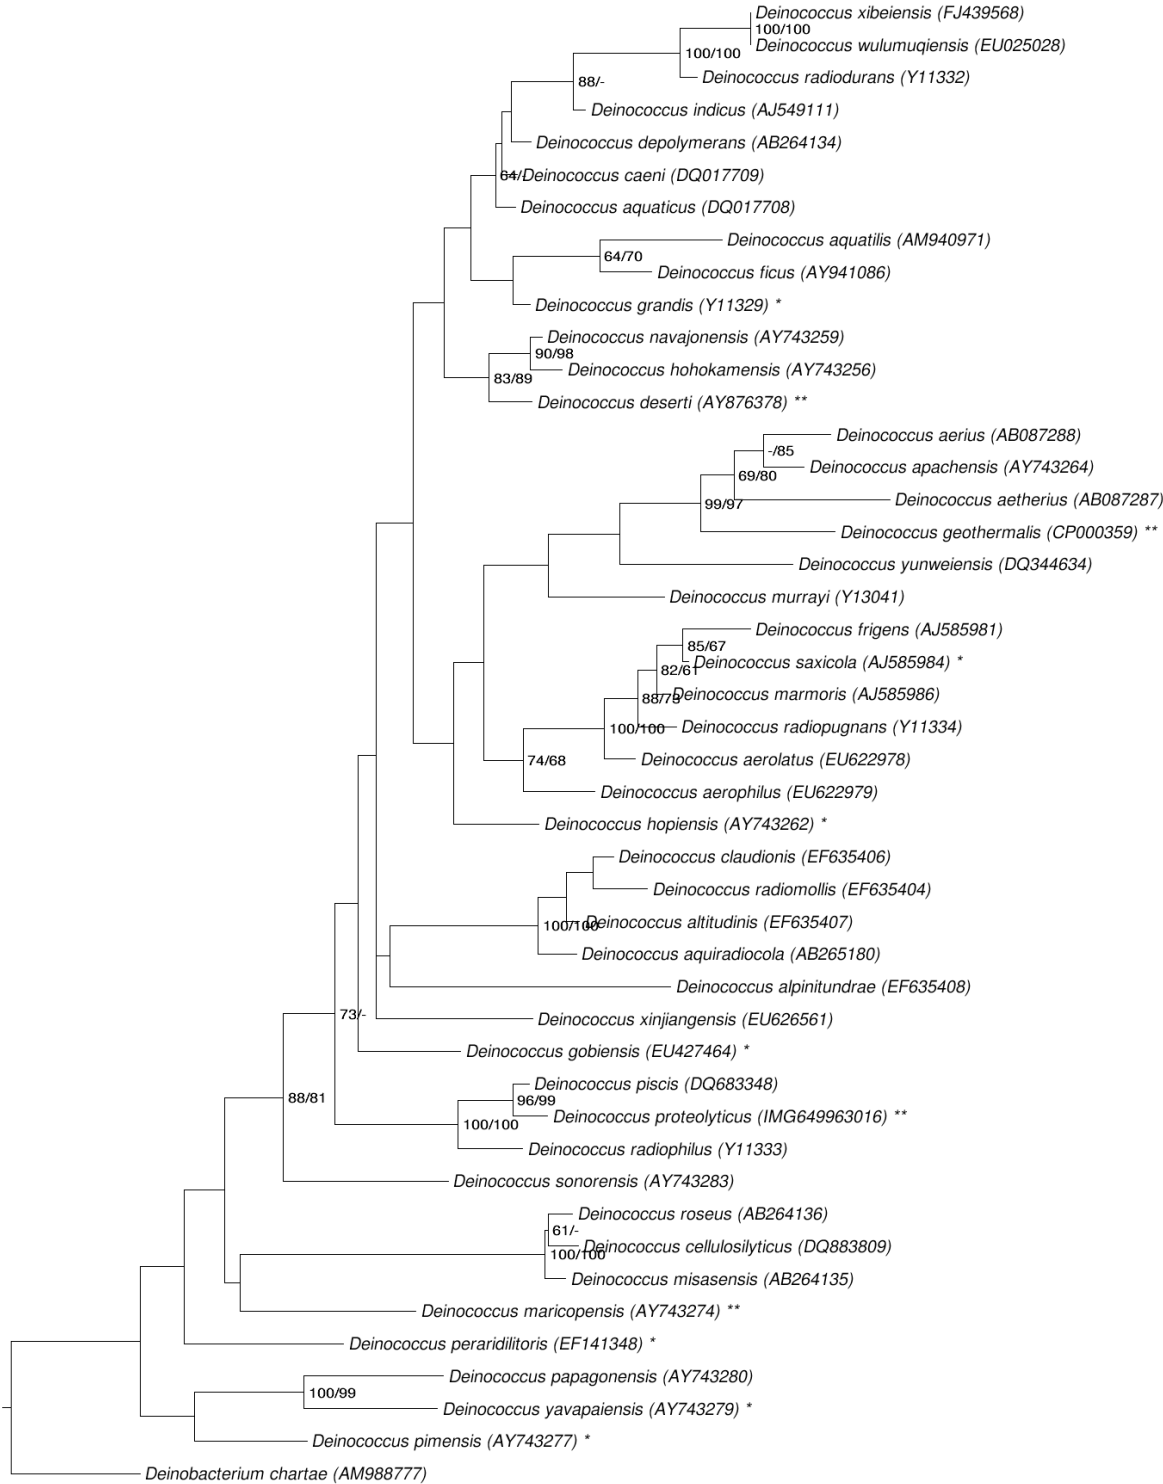 Deinococcus xibeiensis (FJ439568)
100/100
Deinococcus wulumuqiensis (EU025028)
100/100
Deinococcus radiodurans (Y11332)
88/-
Deinococcus indicus (AJ549111)
Deinococcus depolymerans (AB264134)
64/-
Deinococcus caeni (DQ017709)
Deinococcus aquaticus (DQ017708)
Deinococcus aquatilis (AM940971)
64/70
Deinococcus ficus (AY941086)
Deinococcus grandis (Y11329) *
Deinococcus navajonensis (AY743259)
90/98
Deinococcus hohokamensis (AY743256)
83/89
Deinococcus deserti (AY876378) **
Deinococcus aerius (AB087288)
-/85
Deinococcus apachensis (AY743264)
69/80
Deinococcus aetherius (AB087287)
99/97
Deinococcus geothermalis (CP000359) **
Deinococcus yunweiensis (DQ344634)
Deinococcus murrayi (Y13041)
Deinococcus frigens (AJ585981)
85/67
Deinococcus saxicola (AJ585984) *
82/61
Deinococcus marmoris (AJ585986)
88/73
Deinococcus radiopugnans (Y11334)
100/100
Deinococcus aerolatus (EU622978)
74/68
Deinococcus aerophilus (EU622979)
Deinococcus hopiensis (AY743262) *
Deinococcus claudionis (EF635406)
Deinococcus radiomollis (EF635404)
Deinococcus altitudinis (EF635407)
100/100
Deinococcus aquiradiocola (AB265180)
Deinococcus alpinitundrae (EF635408)
73/-
Deinococcus xinjiangensis (EU626561)
Deinococcus gobiensis (EU427464) *
Deinococcus piscis (DQ683348)
88/81
96/99
Deinococcus proteolyticus (IMG649963016) **
100/100
Deinococcus radiophilus (Y11333)
Deinococcus sonorensis (AY743283)
Deinococcus roseus (AB264136)
61/-
Deinococcus cellulosilyticus (DQ883809)
100/100
Deinococcus misasensis (AB264135)
Deinococcus maricopensis (AY743274) **
Deinococcus peraridilitoris (EF141348) *
Deinococcus papagonensis (AY743280)
100/99
Deinococcus yavapaiensis (AY743279) *
Deinococcus pimensis (AY743277) *
Deinobacterium chartae (AM988777)